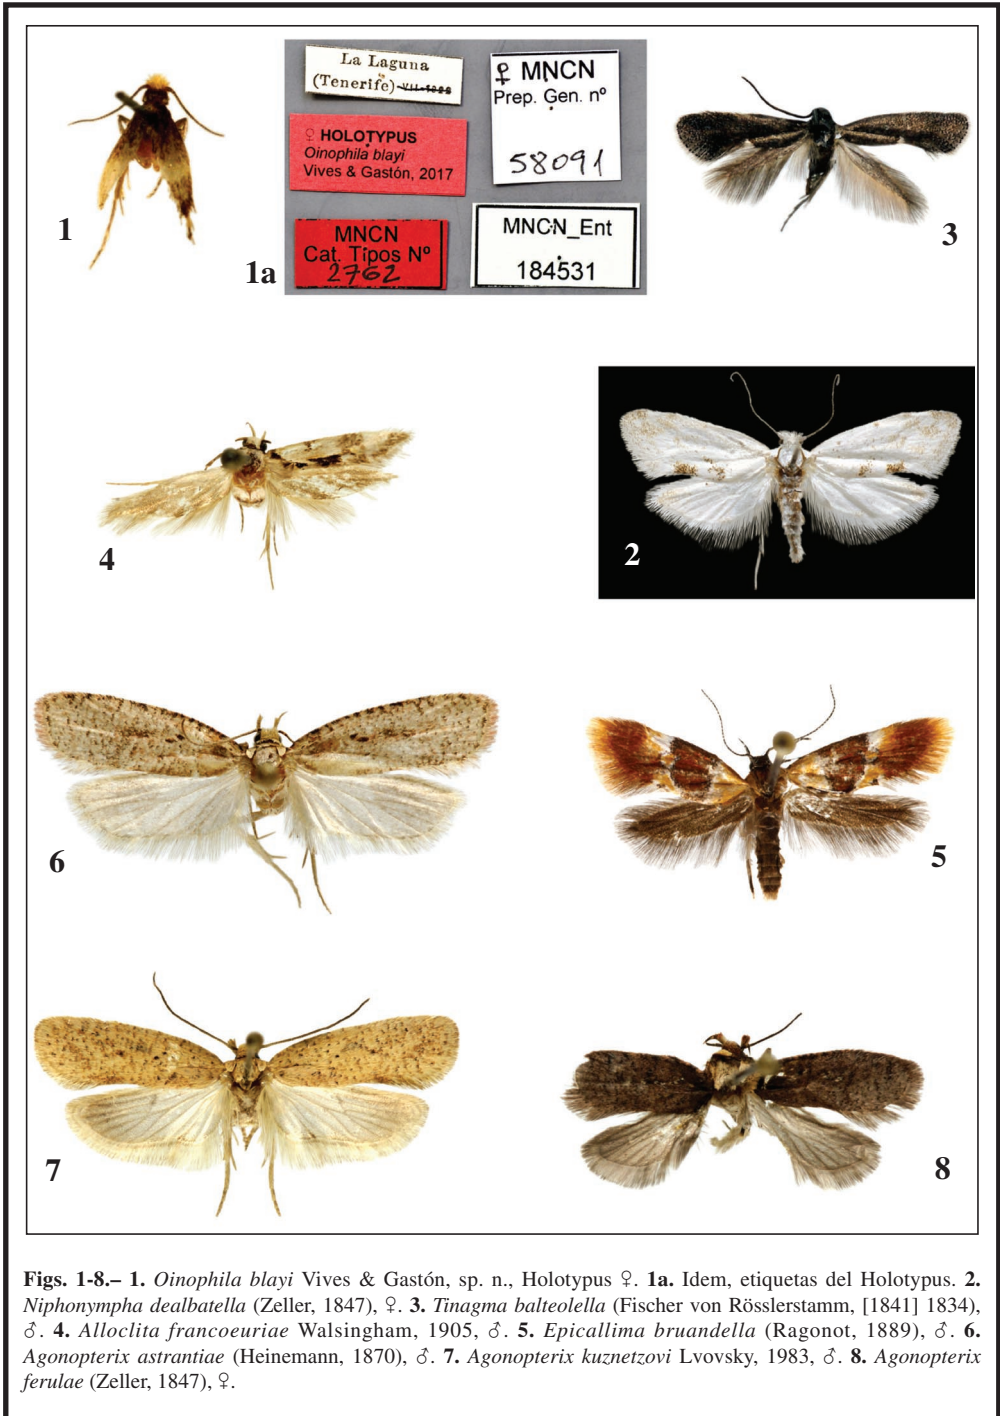 1
La Laguna
(Tenerife)
♀ HOLOTYPUS
Oinophila blayi
Vives & Gastón, 2017
MNCN
Cat. Tipos Nº
2762
♀ MNCN
Prep. Gen. nº
58091
MNCN_Ent
184531
1a
3
4
2
6
5
7
8
Figs. 1-8.– 1. Oinophila blayi Vives & Gastón, sp. n., Holotypus ♀. 1a. Idem, etiquetas del Holotypus. 2.
Niphonympha dealbatella (Zeller, 1847), ♀. 3. Tinagma balteolella (Fischer von Rösslerstamm, [1841] 1834),
♂. 4. Alloclita francoeuriae Walsingham, 1905, ♂. 5. Epicallima bruandella (Ragonot, 1889), ♂. 6.
Agonopterix astrantiae (Heinemann, 1870), ♂. 7. Agonopterix kuznetzovi Lvovsky, 1983, ♂. 8. Agonopterix
ferulae (Zeller, 1847), ♀.